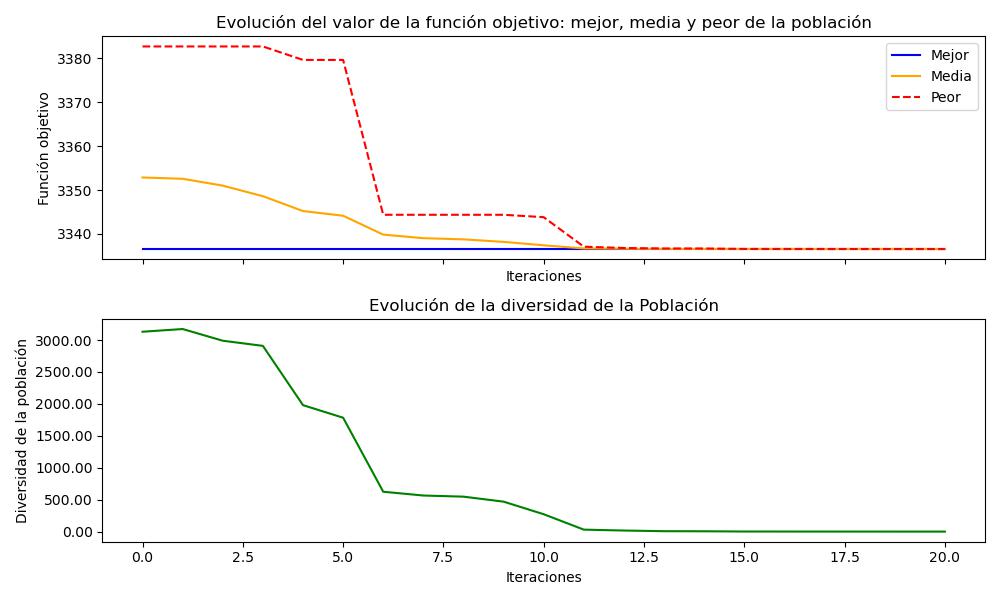 Evolución del valor de la función objetivo: mejor, media y peor de la población
Función objetivo
3380
3370
3360
3350
3340
Mejor
Media
Peor
Iteraciones
Evolución de la diversidad de la Población
Diversidad de la población
3000.00
2500.00
2000.00
1500.00
1000.00
500.00
0.00
0.0 2.5 5.0 7.5 10.0 12.5 15.0 17.5 20.0
Iteraciones